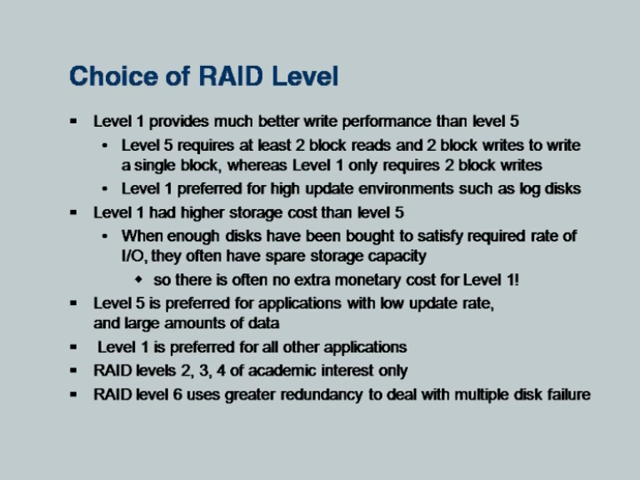 Choice of RAID Level
▪ Level 1 provides much better write performance than level 5
• Level 5 requires at least 2 block reads and 2 block writes to write
a single block, whereas Level 1 only requires 2 block writes
• Level 1 preferred for high update environments such as log disks
▪ Level 1 had higher storage cost than level 5
• When enough disks have been bought to satisfy required rate of
I/O, they often have spare storage capacity
◆ so there is often no extra monetary cost for Level 1!
▪ Level 5 is preferred for applications with low update rate,
and large amounts of data
▪ Level 1 is preferred for all other applications
▪ RAID levels 2, 3, 4 of academic interest only
▪ RAID level 6 uses greater redundancy to deal with multiple disk failure